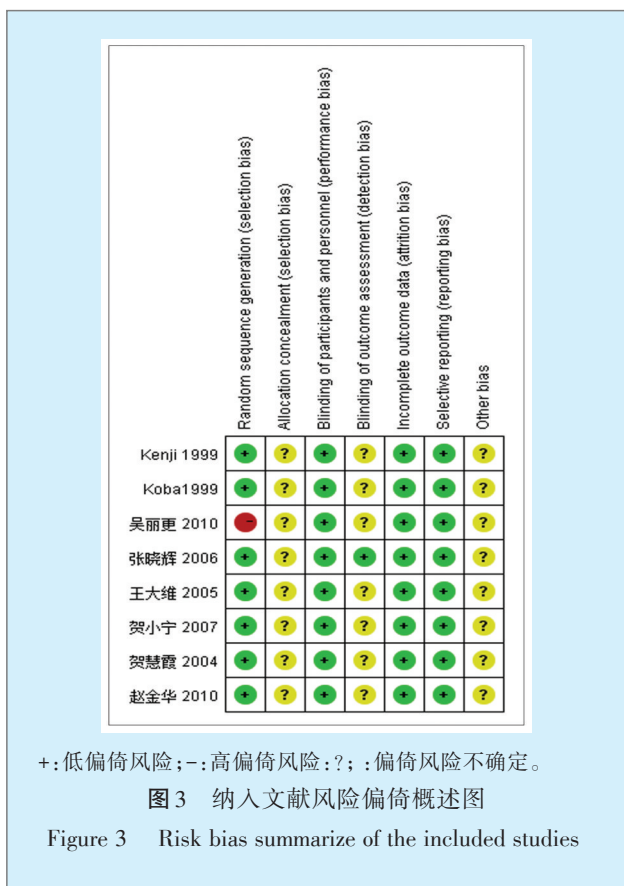 Random sequence generation (selection bias)
Allocation concealment (selection bias)
Blinding of participants and personnel (performance bias)
Blinding of outcome assessment (detection bias)
Incomplete outcome data (attrition bias)
Selective reporting (reporting bias)
Other bias
Kenji 1999 + ? + ? + + ?
Koba1999 + ? + ? + + ?
吴丽更 2010 - ? + ? + + ?
张晓辉 2006 + ? + + + + ?
王大维 2005 + ? + ? + + ?
贺小宁 2007 + ? + ? + + ?
贺慧霞 2004 + ? + ? + + ?
赵金华 2010 + ? + ? + + ?
+:低偏倚风险;-:高偏倚风险:?; :偏倚风险不确定。
图3 纳入文献风险偏倚概述图
Figure 3 Risk bias summarize of the included studies